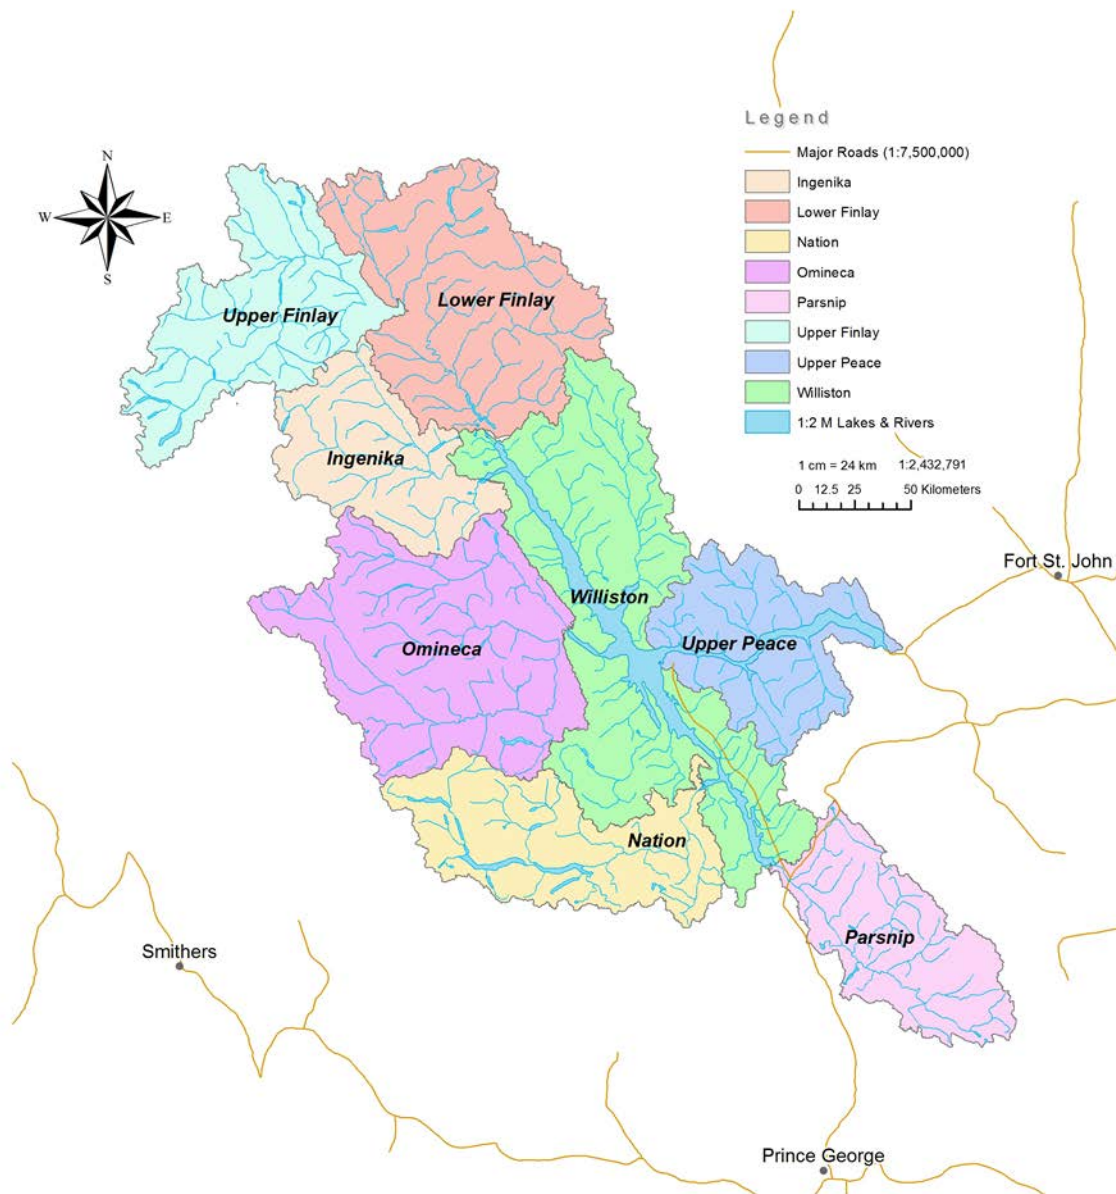 Legend
Major Roads (1:7,500,000)
Ingenika
Lower Finlay
Nation
Omineca
Parsnip
Upper Finlay
Upper Peace
Williston
1:2 M Lakes & Rivers
1 cm = 24 km 1:2,432,791
0 12.5 25 50 Kilometers
N
W E
S
Upper Finlay
Lower Finlay
Ingenika
Williston
Omineca
Upper Peace
Nation
Parsnip
Fort St. John
Smithers
Prince George